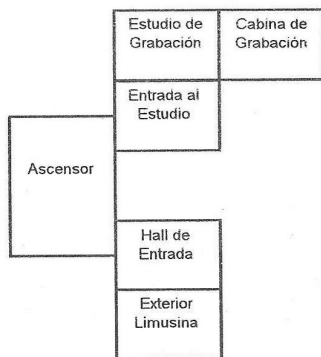 Estudio de
Grabación
Cabina de
Grabación
Entrada al
Estudio
Ascensor
Hall de
Entrada
Exterior
Limusina